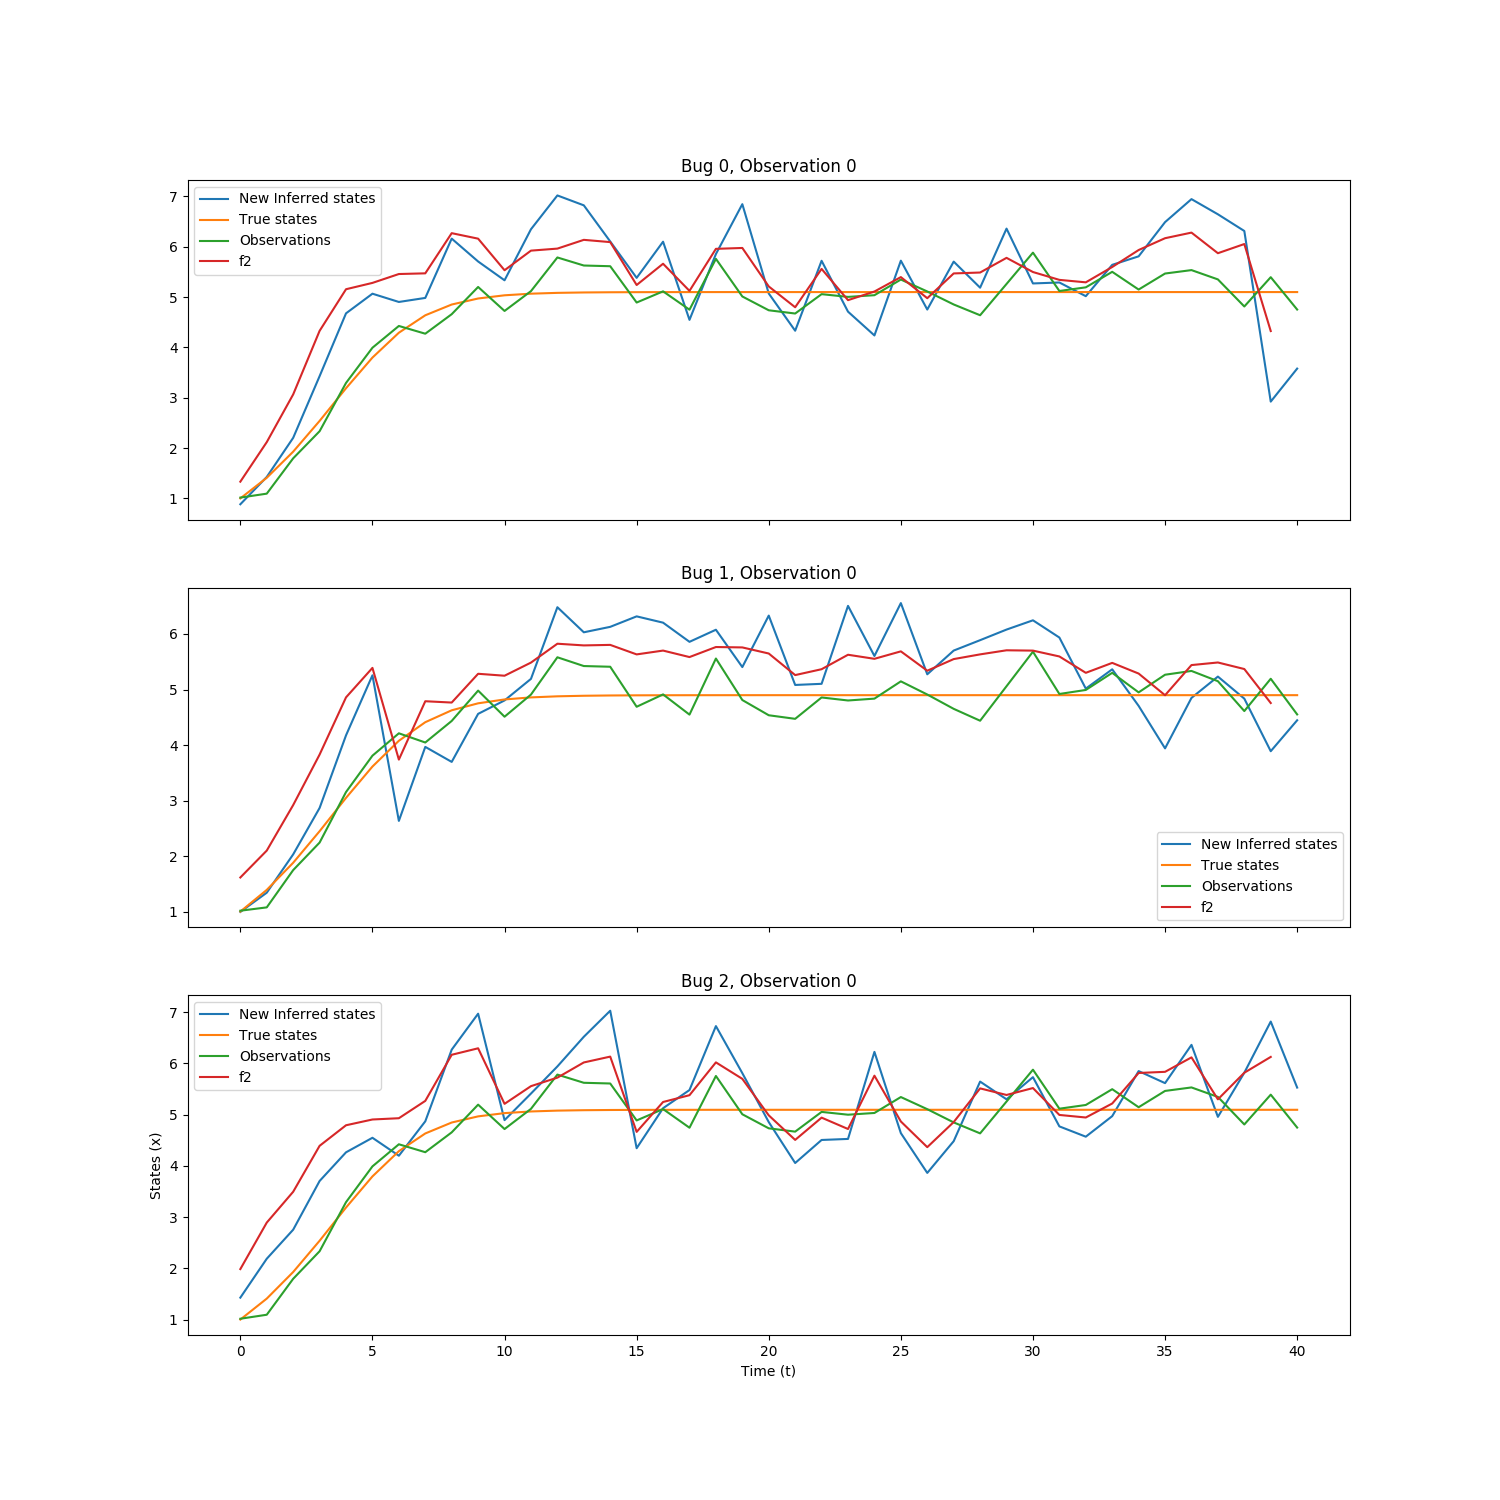 Bug 0, Observation 0
New Inferred states
True states
Observations
f2
7
6
5
4
3
2
1
Bug 1, Observation 0
6
5
4
3
2
1
New Inferred states
True states
Observations
f2
Bug 2, Observation 0
New Inferred states
True states
Observations
f2
7
6
5
4
3
2
1
States (x)
0 5 10 15 20 25 30 35 40
Time (t)